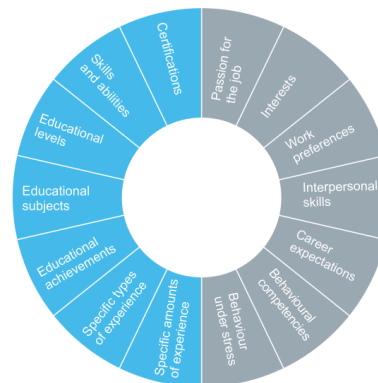 Passion for
the job
Interests
Work
preferences
Interpersonal
skills
Career
expectations
Behavioural
competencies
Behaviour
under stress
Specific amounts
of experience
Specific types
of experience
Educational
achievements
Educational
subjects
Educational
levels
Skills
and abilities
Certifications